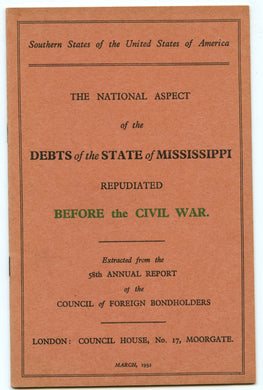 Southern States of the United States of America
THE NATIONAL ASPECT
of the
DEBTS of the STATE of MISSISSIPPI
REPUDIATED
BEFORE the CIVIL WAR.
Extracted from the
58th ANNUAL REPORT
of the
COUNCIL of FOREIGN BONDHOLDERS
LONDON: COUNCIL HOUSE, No. 17, MOORGATE.
MARCH, 1932